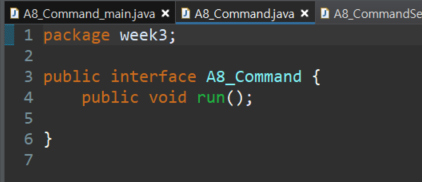 A8_Command_main.java A8_Command.java A8_CommandSe
1 package week3;
2
3 public interface A8_Command {
4 public void run();
5
6 }
7